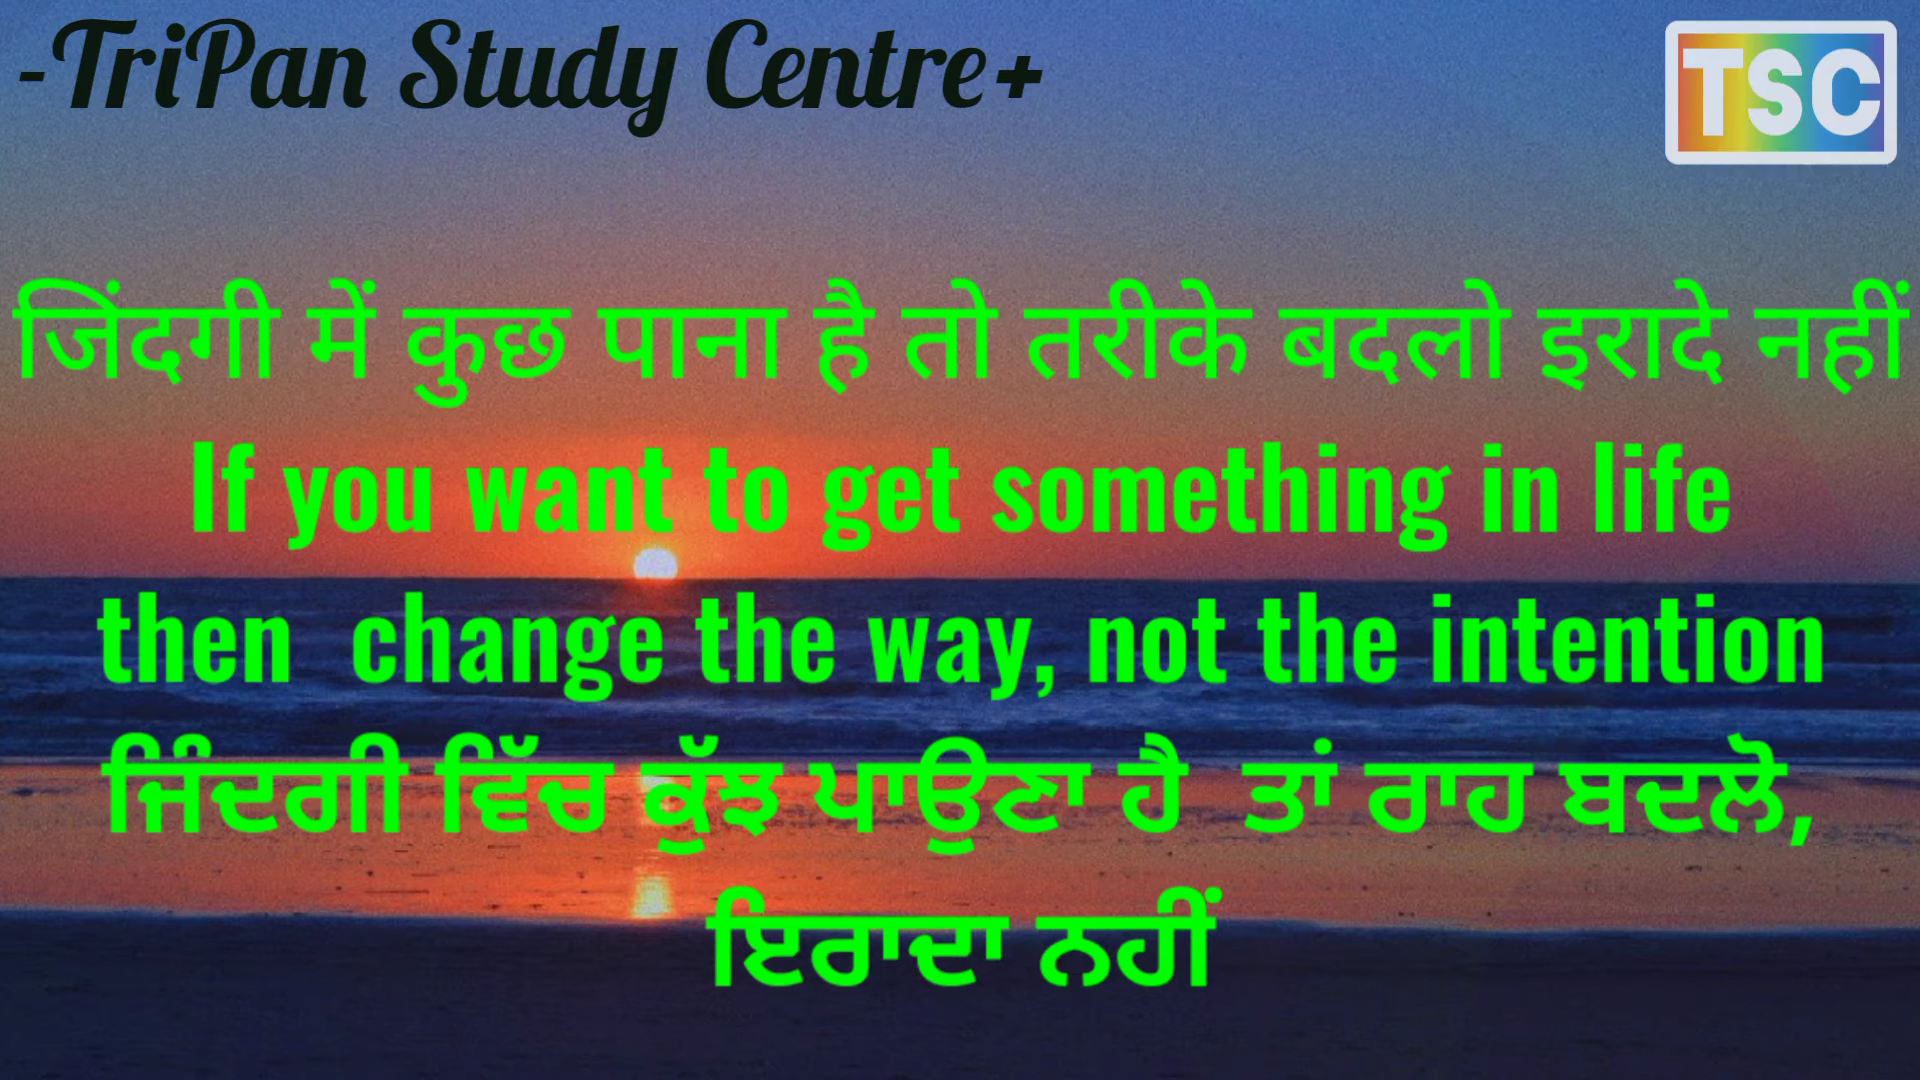 -TriPan Study Centre+
TSC
जिंदगी में कुछ पाना है तो तरीके बदलो इरादे नहीं
If you want to get something in life
then  change the way, not the intention
ਜਿੰਦਗੀ ਵਿੱਚ ਕੁੱਝ ਪਾਉਣਾ ਹੈ  ਤਾਂ ਰਾਹ ਬਦਲੋ,
ਇਰਾਦਾ ਨਹੀਂ